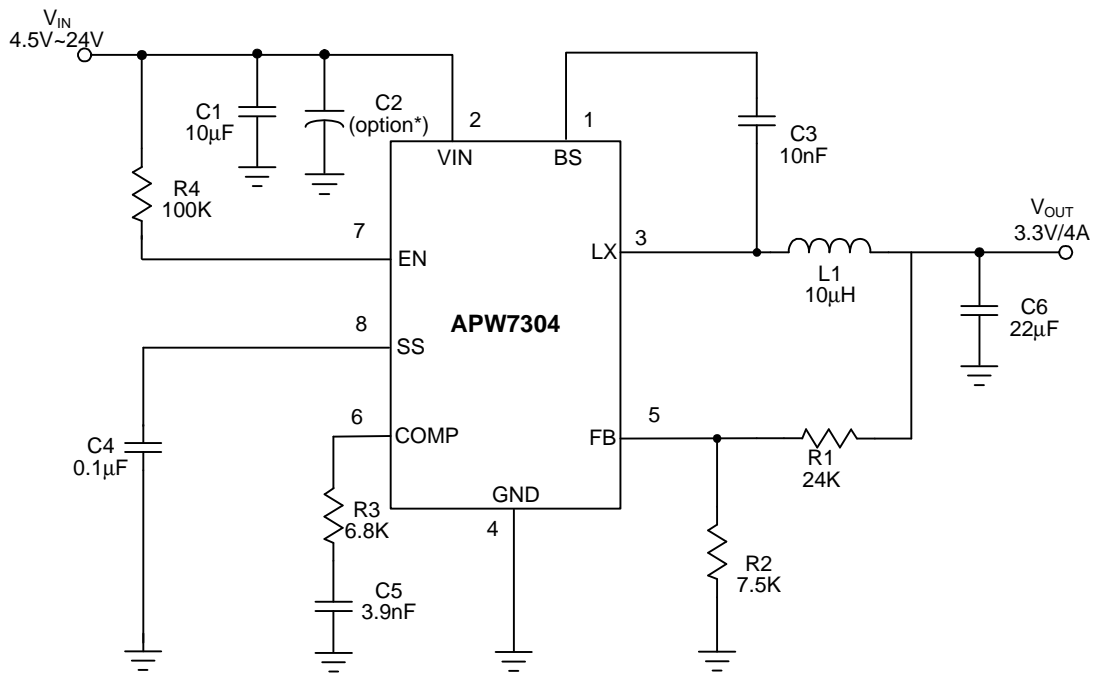 VIN
4.5V~24V
C1
10μF
C2
(option*)
2
1
VIN
BS
C3
10nF
R4
100K
7
EN
LX
3
L1
10μH
VOUT
3.3V/4A
C6
22μF
APW7304
8
SS
C4
0.1μF
6
COMP
FB
5
R1
24K
GND
4
R3
6.8K
C5
3.9nF
R2
7.5K